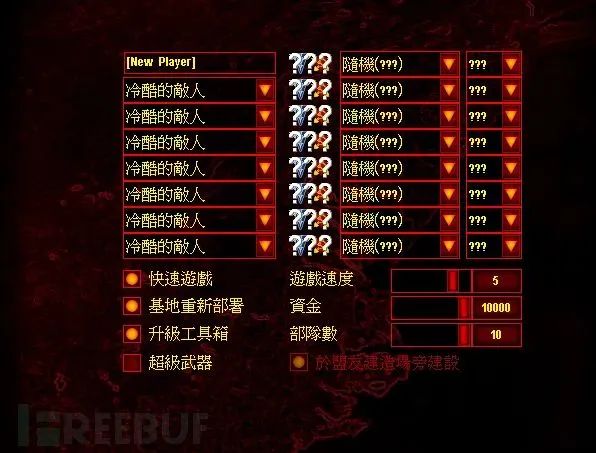 [New Player] ??? 隨機(???) ???
冷酷的敵人 ??? 隨機(???) ???
冷酷的敵人 ??? 隨機(???) ???
冷酷的敵人 ??? 隨機(???) ???
冷酷的敵人 ??? 隨機(???) ???
冷酷的敵人 ??? 隨機(???) ???
冷酷的敵人 ??? 隨機(???) ???
冷酷的敵人 ??? 隨機(???) ???
快速遊戲 遊戲速度 5
基地重新部署 資金 10000
升級工具箱 部隊數 10
超級武器 於盟友建造場旁建設
FREEBUF